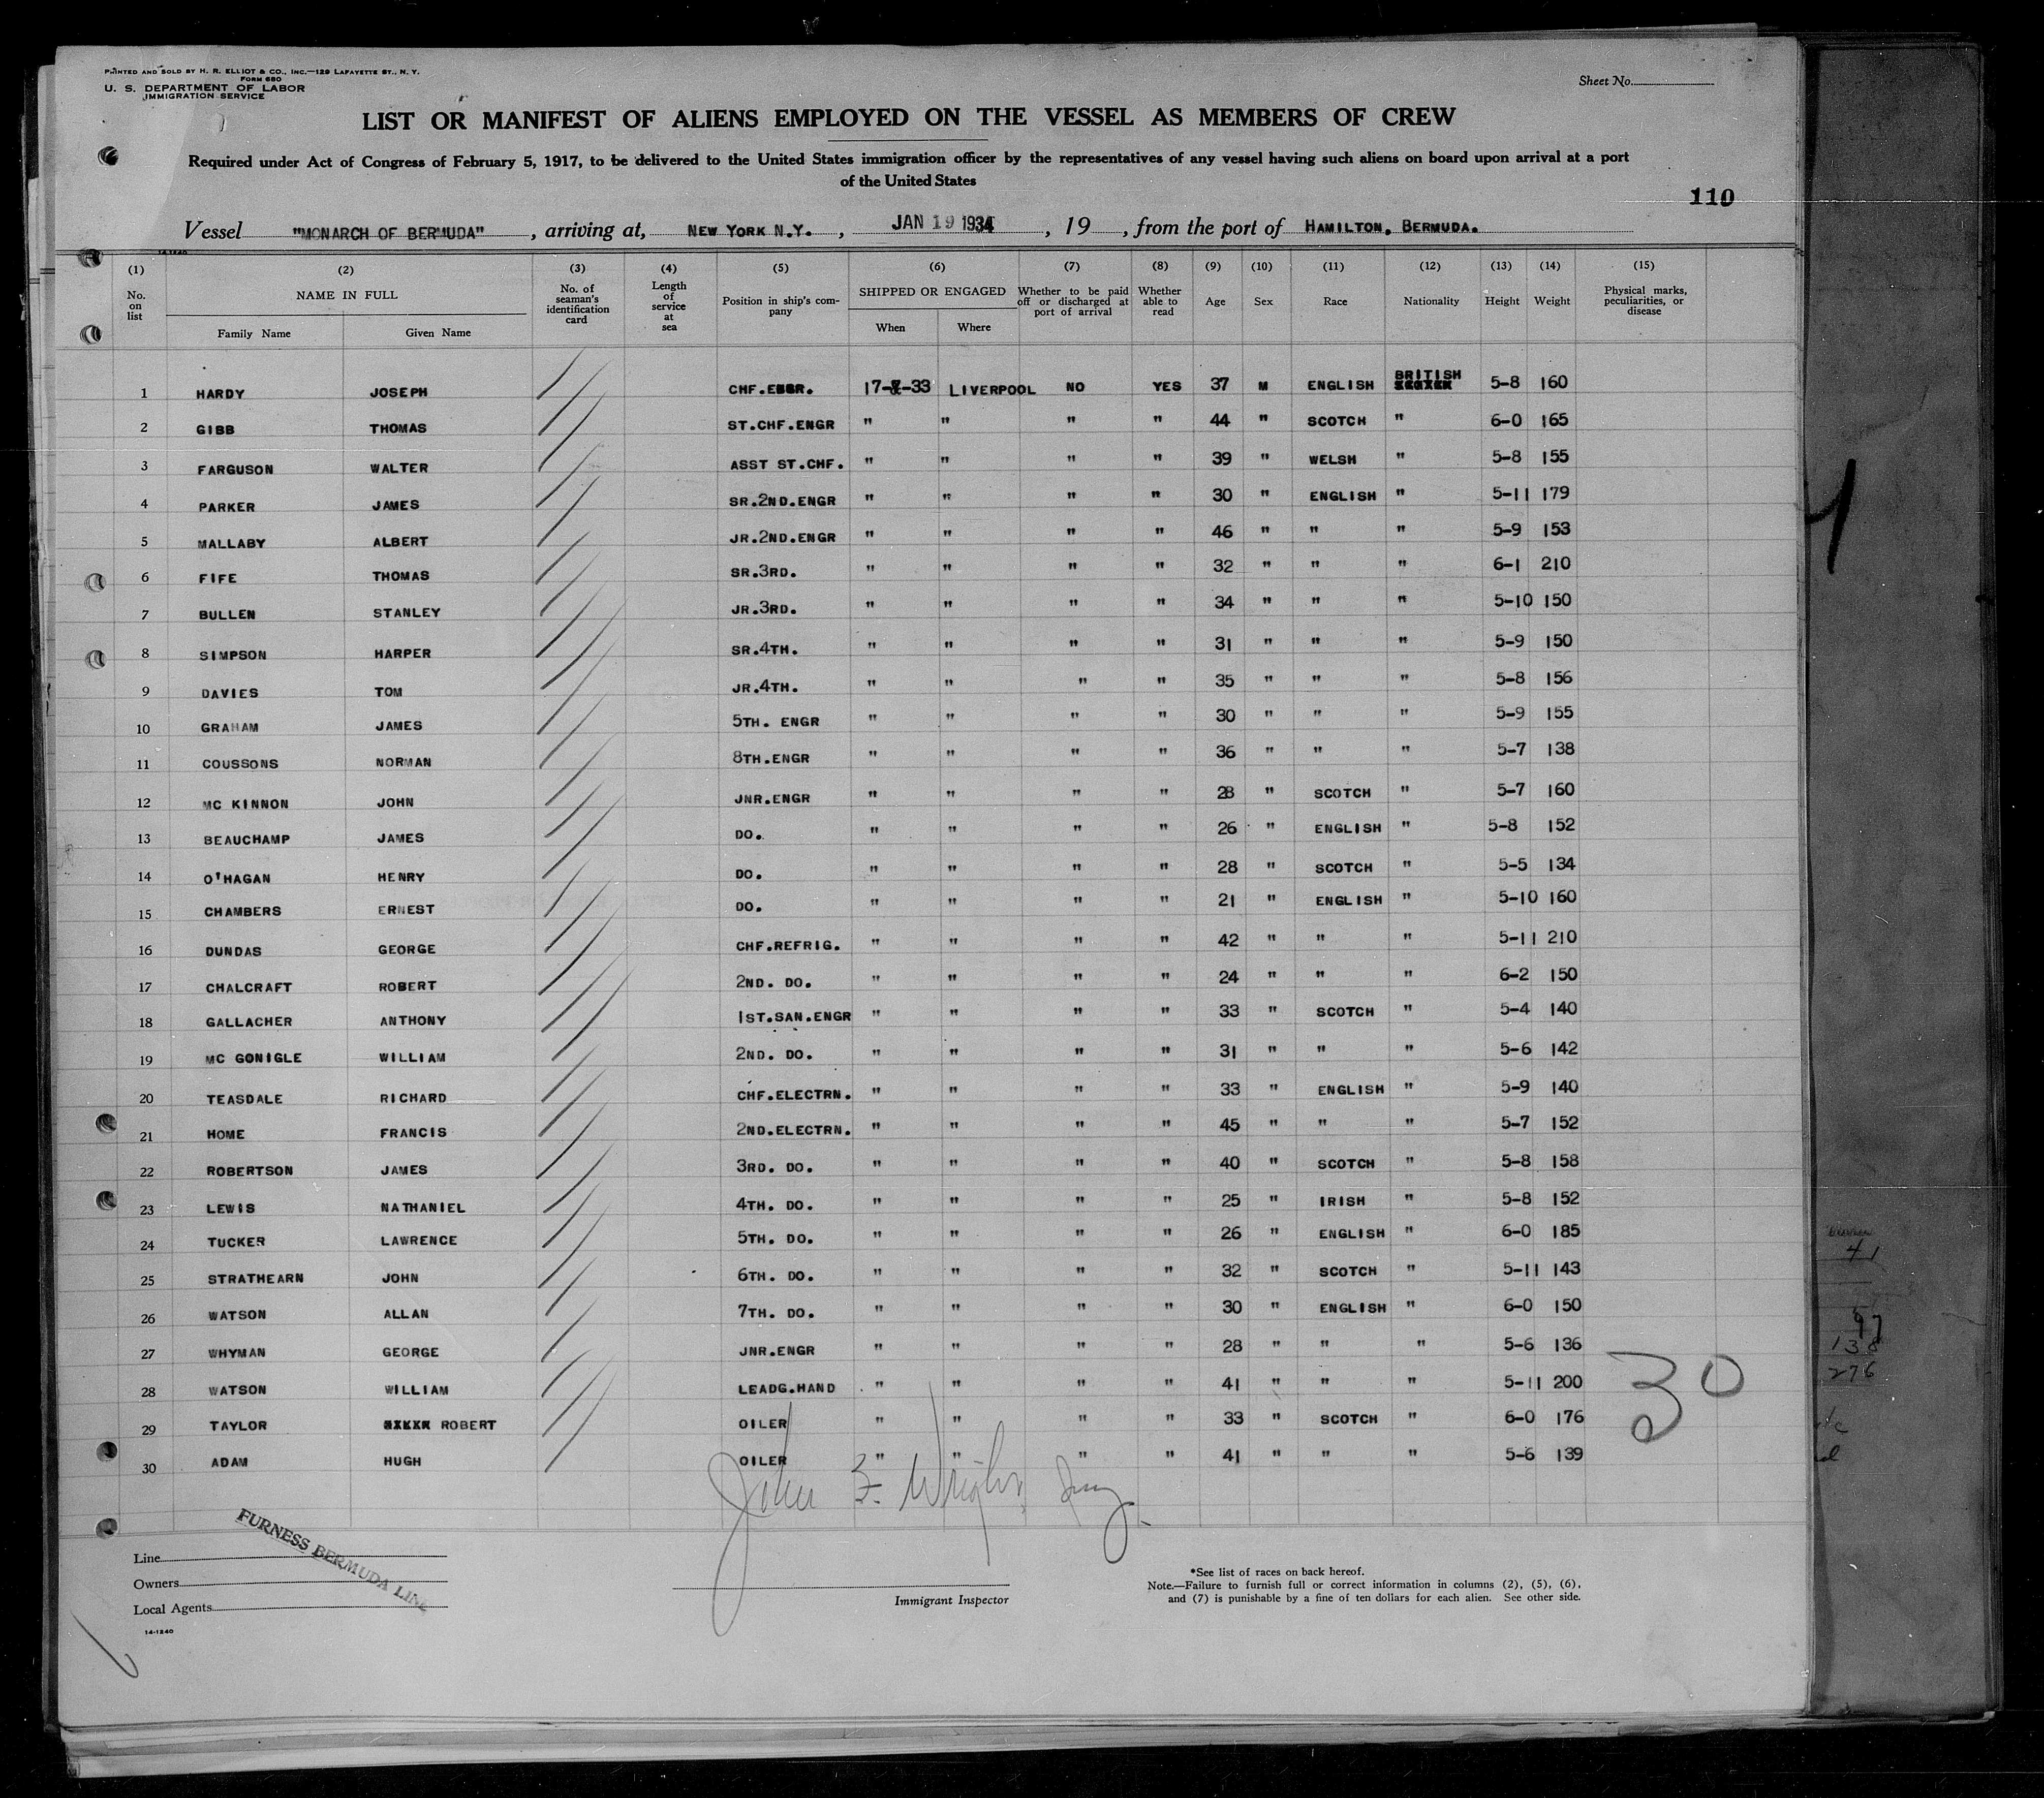 PRINTED AND SOLD BY H. R. ELLIOT & CO., INC.—129 LAFAYETTE ST., N. Y.
FORM 680
U. S. DEPARTMENT OF LABOR
IMMIGRATION SERVICE
Sheet No.
LIST OR MANIFEST OF ALIENS EMPLOYED ON THE VESSEL AS MEMBERS OF CREW
Required under Act of Congress of February 5, 1917, to be delivered to the United States immigration officer by the representatives of any vessel having such aliens on board upon arrival at a port
of the United States
110
Vessel "MONARCH OF BERMUDA", arriving at, NEW YORK N.Y., JAN 19 1934, 19 , from the port of HAMILTON, BERMUDA.
14-1240
(1) (2) (3) (4) (5) (6) (7) (8) (9) (10) (11) (12) (13) (14) (15)
No. on list NAME IN FULL Family Name Given Name No. of seaman's identification card Length of service at sea Position in ship's company SHIPPED OR ENGAGED When Where Whether to be paid off or discharged at port of arrival Whether able to read Age Sex Race Nationality Height Weight Physical marks, peculiarities, or disease
1 HARDY JOSEPH CHF.ENGR. 17- -33 LIVERPOOL NO YES 37 M ENGLISH BRITISH 5-8 160
2 GIBB THOMAS ST.CHF.ENGR " " " " 44 " SCOTCH " 6-0 165
3 FARGUSON WALTER ASST ST.CHF. " " " " 39 " WELSH " 5-8 155
4 PARKER JAMES SR.2ND.ENGR " " " " 30 " ENGLISH " 5-11 179
5 MALLABY ALBERT JR.2ND.ENGR " " " " 46 " " " 5-9 153
6 FIFE THOMAS SR.3RD. " " " " 32 " " " 6-1 210
7 BULLEN STANLEY JR.3RD. " " " " 34 " " " 5-10 150
8 SIMPSON HARPER SR.4TH. " " " " 31 " " " 5-9 150
9 DAVIES TOM JR.4TH. " " " " 35 " " " 5-8 156
10 GRAHAM JAMES 5TH. ENGR " " " " 30 " " " 5-9 155
11 COUSSONS NORMAN 8TH.ENGR " " " " 36 " " " 5-7 138
12 MC KINNON JOHN JNR.ENGR " " " " 28 " SCOTCH " 5-7 160
13 BEAUCHAMP JAMES DO. " " " " 26 " ENGLISH " 5-8 152
14 O'HAGAN HENRY DO. " " " " 28 " SCOTCH " 5-5 134
15 CHAMBERS ERNEST DO. " " " " 21 " ENGLISH " 5-10 160
16 DUNDAS GEORGE CHF.REFRIG. " " " " 42 " " " 5-11 210
17 CHALCRAFT ROBERT 2ND. DO. " " " " 24 " " " 6-2 150
18 GALLACHER ANTHONY 1ST.SAN.ENGR " " " " 33 " SCOTCH " 5-4 140
19 MC GONIGLE WILLIAM 2ND. DO. " " " " 31 " " " 5-6 142
20 TEASDALE RICHARD CHF.ELECTRN. " " " " 33 " ENGLISH " 5-9 140
21 HOME FRANCIS 2ND.ELECTRN. " " " " 45 " " " 5-7 152
22 ROBERTSON JAMES 3RD. DO. " " " " 40 " SCOTCH " 5-8 158
23 LEWIS NATHANIEL 4TH. DO. " " " " 25 " IRISH " 5-8 152
24 TUCKER LAWRENCE 5TH. DO. " " " " 26 " ENGLISH " 6-0 185
25 STRATHEARN JOHN 6TH. DO. " " " " 32 " SCOTCH " 5-11 143
26 WATSON ALLAN 7TH. DO. " " " " 30 " ENGLISH " 6-0 150
27 WHYMAN GEORGE JNR.ENGR " " " " 28 " " " 5-6 136
28 WATSON WILLIAM LEADG.HAND " " " " 41 " " " 5-11 200
29 TAYLOR ROBERT OILER " " " " 33 " SCOTCH " 6-0 176
30 ADAM HUGH OILER " " " " 41 " " " 5-6 139
30
John F. Wright
FURNESS BERMUDA LINE
Line
Owners
Local Agents
14-1240
Immigrant Inspector
*See list of races on back hereof.
Note.—Failure to furnish full or correct information in columns (2), (5), (6),
and (7) is punishable by a fine of ten dollars for each alien. See other side.
41
97
138
276